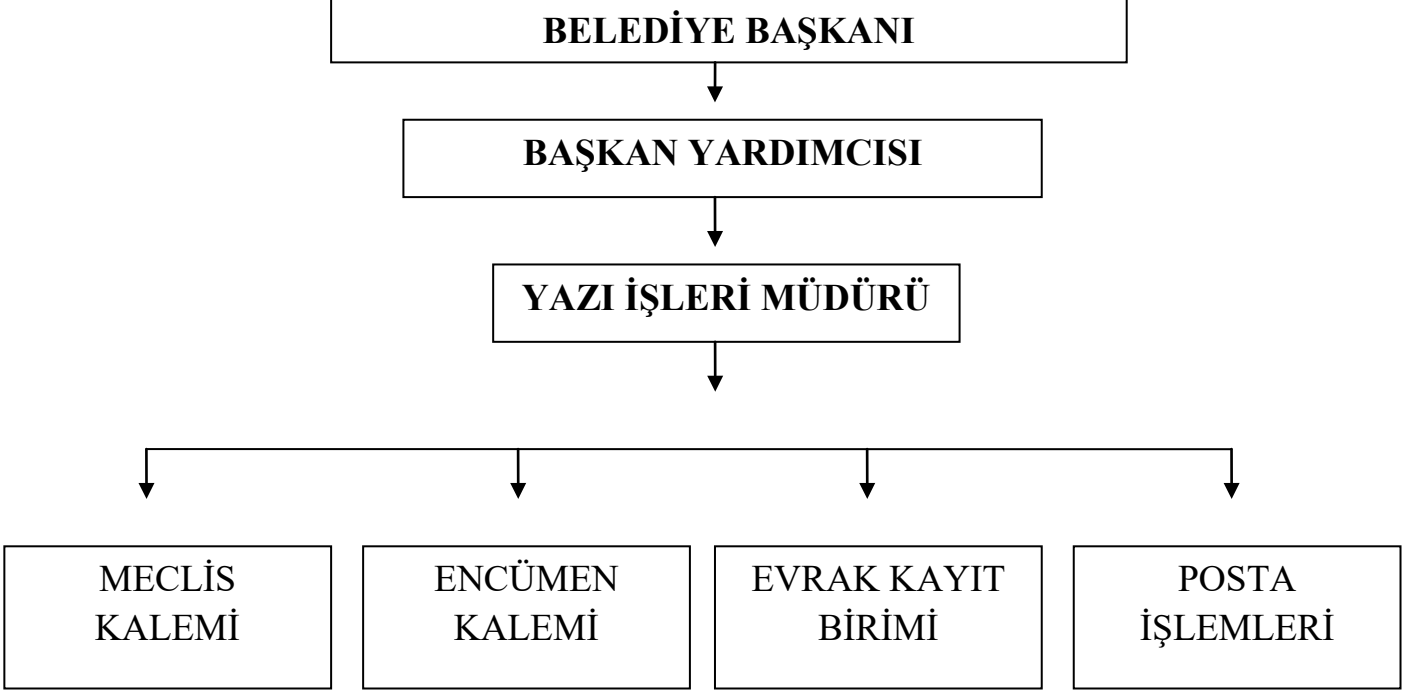 BELEDİYE BAŞKANI
BAŞKAN YARDIMCISI
YAZI İŞLERİ MÜDÜRÜ
MECLİS
KALEMİ
ENCÜMEN
KALEMİ
EVRAK KAYIT
BİRİMİ
POSTA
İŞLEMLERİ